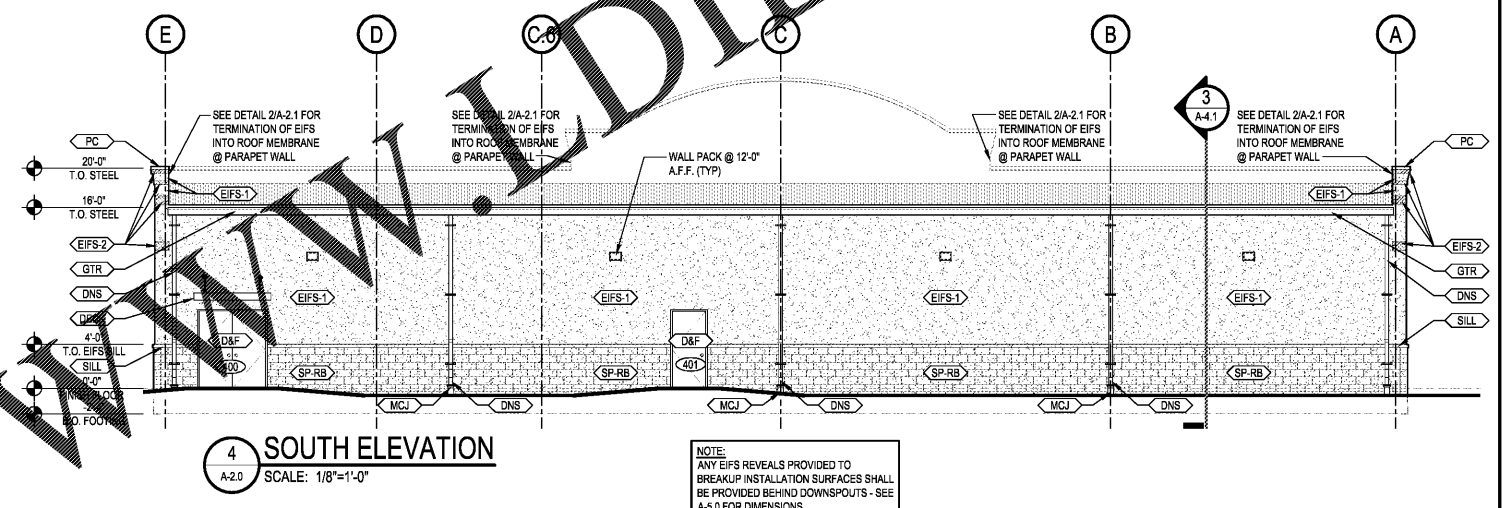 E
D
C.6
C
B
A
3
A-4.1
SEE DETAIL 2/A-2.1 FOR
TERMINATION OF EIFS
INTO ROOF MEMBRANE
@ PARAPET WALL
SEE DETAIL 2/A-2.1 FOR
TERMINATION OF EIFS
INTO ROOF MEMBRANE
@ PARAPET WALL
WALL PACK @ 12'-0"
A.F.F. (TYP)
SEE DETAIL 2/A-2.1 FOR
TERMINATION OF EIFS
INTO ROOF MEMBRANE
@ PARAPET WALL
SEE DETAIL 2/A-2.1 FOR
TERMINATION OF EIFS
INTO ROOF MEMBRANE
@ PARAPET WALL
PC
20'-0"
T.O. STEEL
16'-0"
T.O. STEEL
EIFS-1
EIFS-2
GTR
DNS
4'-0"
T.O. EIFS SILL
SILL
0'-0"
B.O. FOOTING
EIFS-1
EIFS-1
EIFS-1
EIFS-1
EIFS-1
D&F
400
D&F
401
SP-RB
SP-RB
SP-RB
SP-RB
PC
EIFS-2
GTR
DNS
SILL
MCJ
DNS
MCJ
DNS
MCJ
DNS
4
A-2.0
SOUTH ELEVATION
SCALE: 1/8"=1'-0"
NOTE:
ANY EIFS REVEALS PROVIDED TO
BREAKUP INSTALLATION SURFACES SHALL
BE PROVIDED BEHIND DOWNSPOUTS - SEE
A-5.0 FOR DIMENSIONS